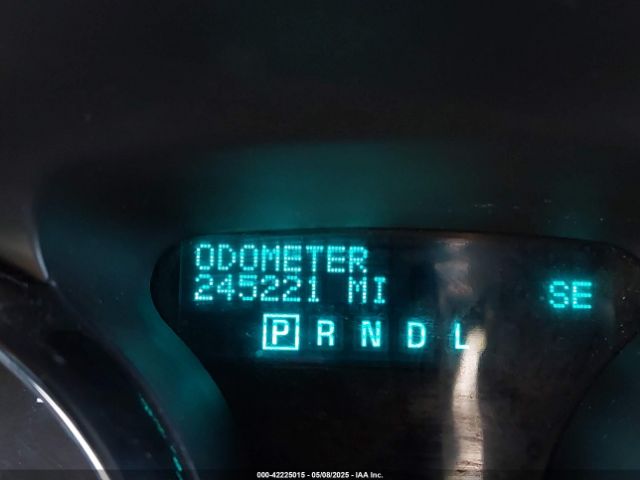 ODOMETER
245221 MI SE
P R N D L
000-42225015 - 05/08/2025 - IAA Inc.